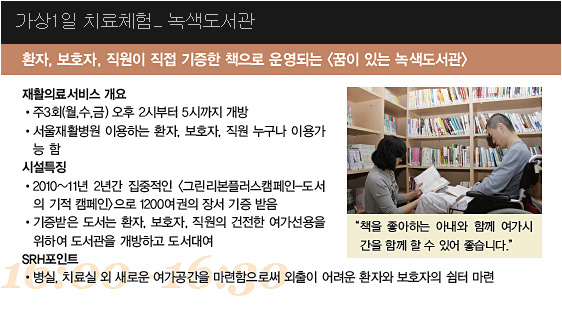 가상1일 치료체험_ 녹색도서관
환자, 보호자, 직원이 직접 기증한 책으로 운영되는 <꿈이 있는 녹색도서관>
재활의료서비스 개요
• 주3회(월,수,금) 오후 2시부터 5시까지 개방
• 서울재활병원 이용하는 환자, 보호자, 직원 누구나 이용가
능 함
시설특징
• 2010~11년 2년간 집중적인 <그린리본플러스캠페인-도서
의 기적 캠페인>으로 1200여권의 장서 기증 받음
• 기증받은 도서는 환자, 보호자, 직원의 건전한 여가선용을
위하여 도서관을 개방하고 도서대여
SRH포인트
• 병실, 치료실 외 새로운 여가공간을 마련함으로써 외출이 어려운 환자와 보호자의 쉼터 마련
“책을 좋아하는 아내와 함께 여가시
간을 함께 할 수 있어 좋습니다.”